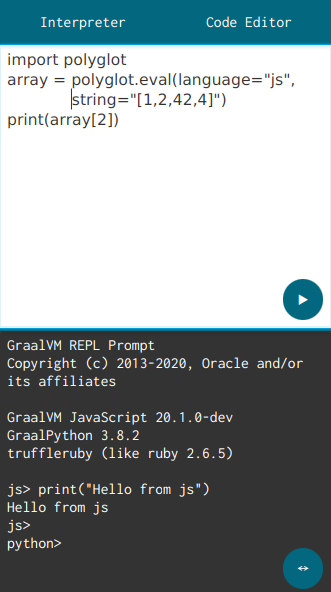 Interpreter Code Editor
import polyglot
array = polyglot.eval(language="js",
string="[1,2,42,4]")
print(array[2])
GraalVM REPL Prompt
Copyright (c) 2013-2020, Oracle and/or
its affiliates
GraalVM JavaScript 20.1.0-dev
GraalPython 3.8.2
truffleruby (like ruby 2.6.5)
js> print("Hello from js")
Hello from js
js>
python>